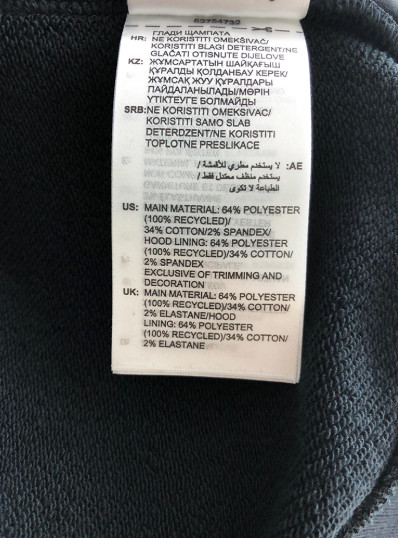 63754732
ГЛАДИ ЩАМПАТА
HR: NE KORISTITI OMEKŠIVAČ/
KORISTITI BLAGI DETERGENT/NE
GLAČATI OTISNUTE DIJELOVE
KZ: ЖҰМСАРТАТЫН ШАЙҚАҒЫШ
ҚҰРАЛДЫ ҚОЛДАНБАУ КЕРЕК/
ЖҰМСАҚ ЖУУ ҚҰРАЛДАРЫ
ПАЙДАЛАНЫЛАДЫ/МӨРІН
ҮТІКТЕУГЕ БОЛМАЙДЫ
SRB:NE KORISTITI OMEKSIVAC/
KORISTITI SAMO SLAB
DETERDZENT/NE KORISTITI
TOPLOTNE PRESLIKACE
AE: لا يستخدم مطري للأقمشة /
يستخدم منظف معتدل فقط /
الطباعة لا تكوى
US: MAIN MATERIAL: 64% POLYESTER
(100% RECYCLED)/
34% COTTON/2% SPANDEX/
HOOD LINING: 64% POLYESTER
(100% RECYCLED)/34% COTTON/
2% SPANDEX
EXCLUSIVE OF TRIMMING AND
DECORATION
UK: MAIN MATERIAL: 64% POLYESTER
(100% RECYCLED)/34% COTTON/
2% ELASTANE/HOOD
LINING: 64% POLYESTER
(100% RECYCLED)/34% COTTON/
2% ELASTANE